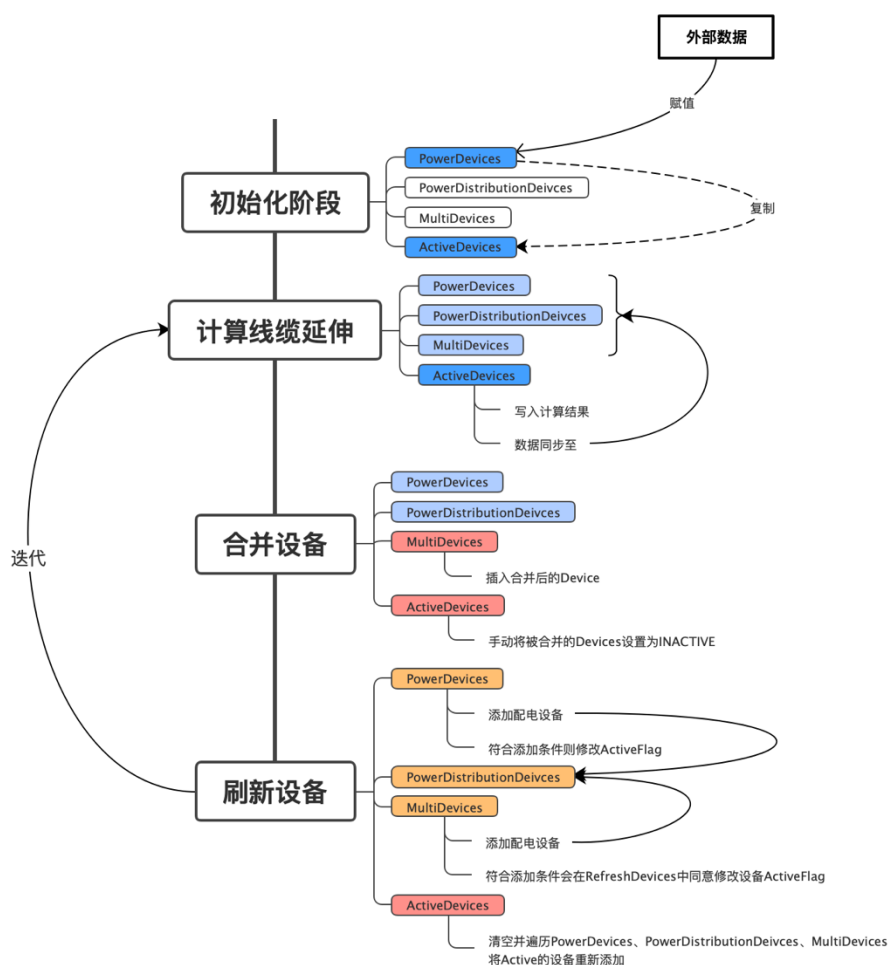 外部数据
赋值
初始化阶段
PowerDevices
PowerDistributionDeivces
MultiDevices
ActiveDevices
复制
计算线缆延伸
PowerDevices
PowerDistributionDeivces
MultiDevices
ActiveDevices
写入计算结果
数据同步至
迭代
合并设备
PowerDevices
PowerDistributionDeivces
MultiDevices
插入合并后的Device
ActiveDevices
手动将被合并的Devices设置为INACTIVE
刷新设备
PowerDevices
添加配电设备
符合添加条件则修改ActiveFlag
PowerDistributionDeivces
MultiDevices
添加配电设备
符合添加条件会在RefreshDevices中同意修改设备ActiveFlag
ActiveDevices
清空并遍历PowerDevices、PowerDistributionDeivces、MultiDevices
将Active的设备重新添加